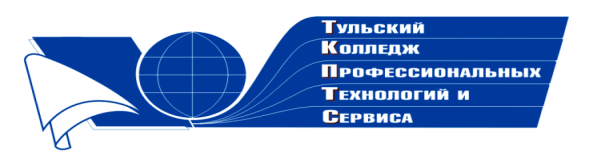 Тульский
Колледж
Профессиональных
Технологий и
Сервиса